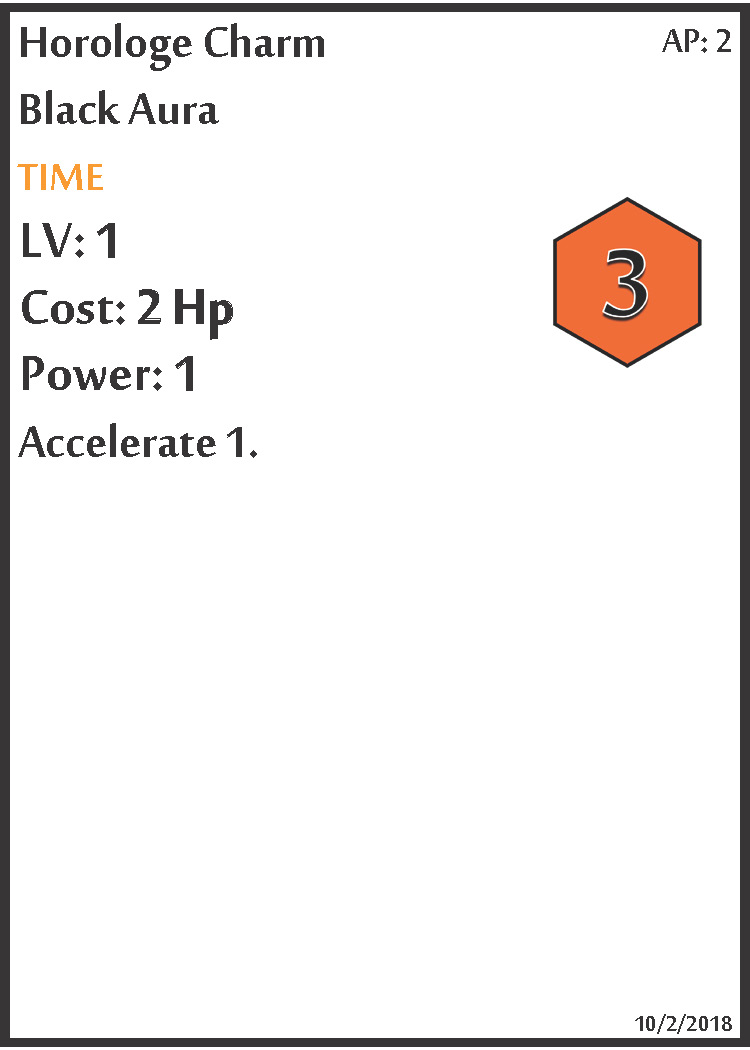 Horologe Charm
AP: 2
Black Aura
TIME
LV: 1
3
Cost: 2 Hp
Power: 1
Accelerate 1.
10/2/2018